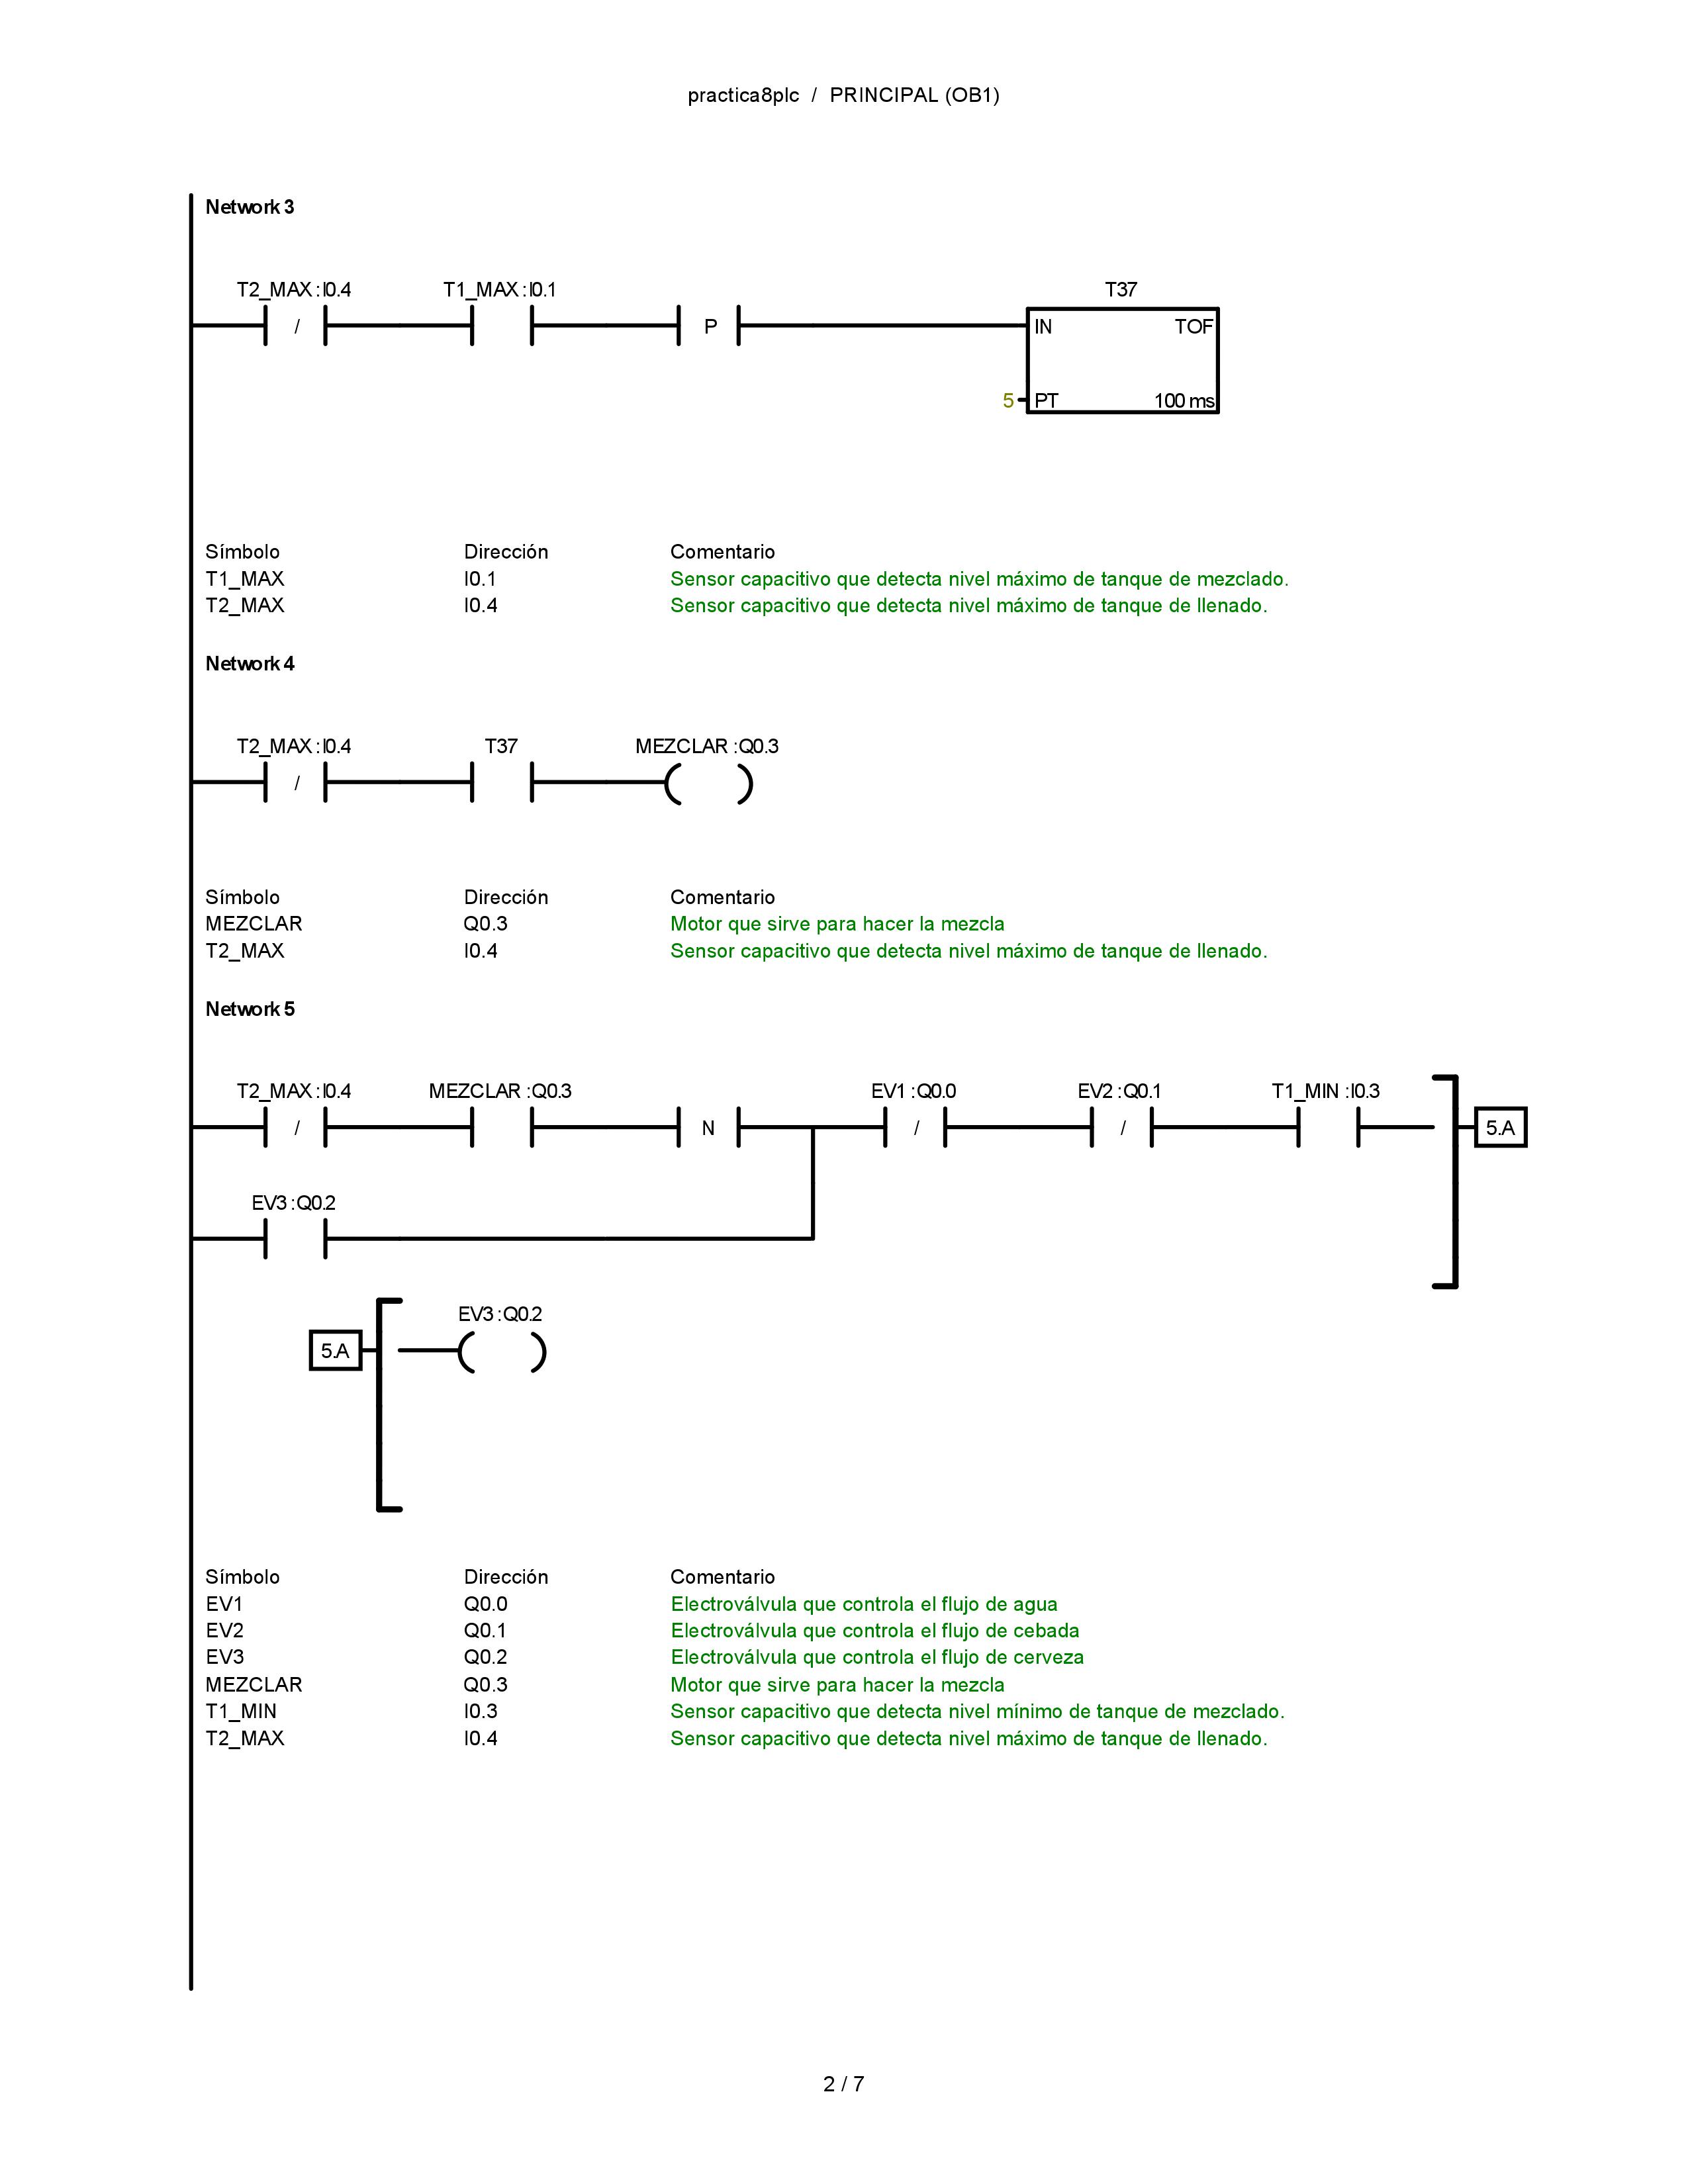 practica8plc / PRINCIPAL (OB1)
Network 3
T2_MAX :I0.4 T1_MAX :I0.1 T37
/ P IN TOF
5 PT 100 ms
Símbolo Dirección Comentario
T1_MAX I0.1 Sensor capacitivo que detecta nivel máximo de tanque de mezclado.
T2_MAX I0.4 Sensor capacitivo que detecta nivel máximo de tanque de llenado.
Network 4
T2_MAX :I0.4 T37 MEZCLAR :Q0.3
/
Símbolo Dirección Comentario
MEZCLAR Q0.3 Motor que sirve para hacer la mezcla
T2_MAX I0.4 Sensor capacitivo que detecta nivel máximo de tanque de llenado.
Network 5
T2_MAX :I0.4 MEZCLAR :Q0.3 EV1 :Q0.0 EV2 :Q0.1 T1_MIN :I0.3
/ N / / 5.A
EV3 :Q0.2
EV3 :Q0.2
5.A
Símbolo Dirección Comentario
EV1 Q0.0 Electroválvula que controla el flujo de agua
EV2 Q0.1 Electroválvula que controla el flujo de cebada
EV3 Q0.2 Electroválvula que controla el flujo de cerveza
MEZCLAR Q0.3 Motor que sirve para hacer la mezcla
T1_MIN I0.3 Sensor capacitivo que detecta nivel mínimo de tanque de mezclado.
T2_MAX I0.4 Sensor capacitivo que detecta nivel máximo de tanque de llenado.
2 / 7